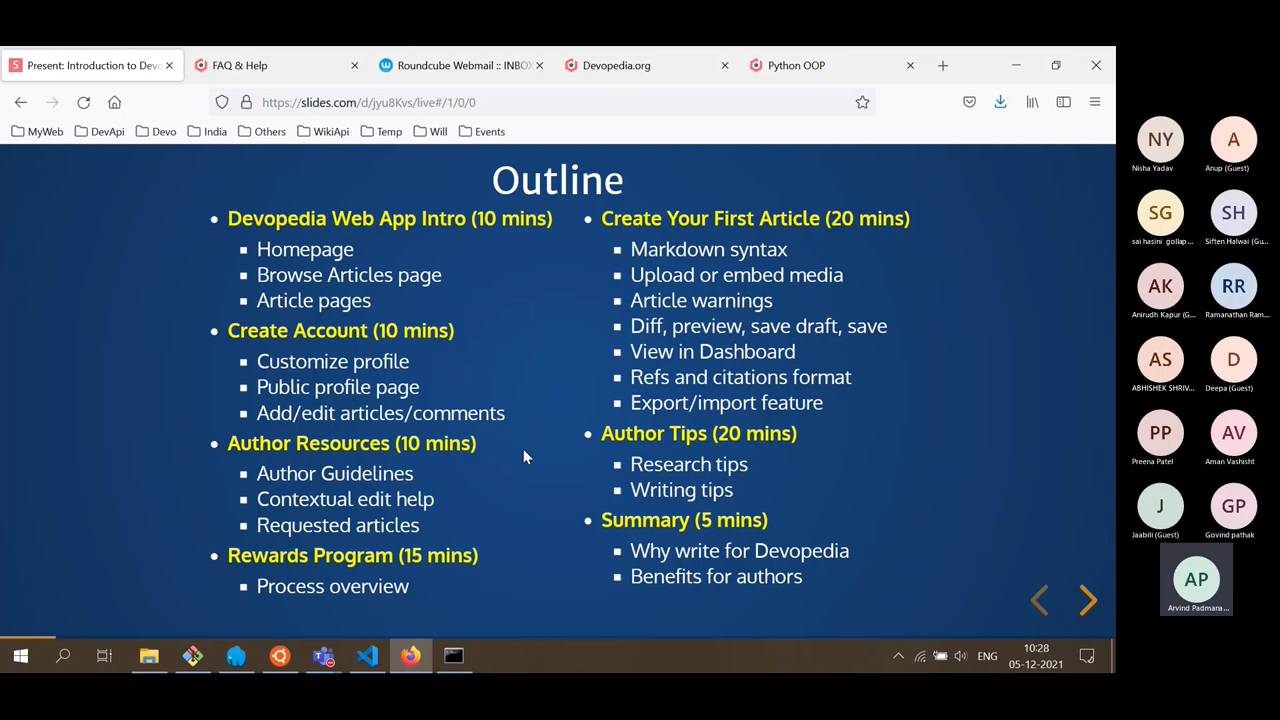 Present: Introduction to Devo
FAQ & Help
Roundcube Webmail :: INBOX
Devopedia.org
Python OOP
https://slides.com/d/jyu8Kvs/live#/1/0/0
MyWeb
DevApi
Devo
India
Others
WikiApi
Temp
Will
Events
Outline
Devopedia Web App Intro (10 mins)
Homepage
Browse Articles page
Article pages
Create Account (10 mins)
Customize profile
Public profile page
Add/edit articles/comments
Author Resources (10 mins)
Author Guidelines
Contextual edit help
Requested articles
Rewards Program (15 mins)
Process overview
Create Your First Article (20 mins)
Markdown syntax
Upload or embed media
Article warnings
Diff, preview, save draft, save
View in Dashboard
Refs and citations format
Export/import feature
Author Tips (20 mins)
Research tips
Writing tips
Summary (5 mins)
Why write for Devopedia
Benefits for authors
ENG
10:28
05-12-2021
NY
Nisha Yadav
A
Anup (Guest)
SG
sai hasini gollap...
SH
Siften Halwai (Gu...
AK
Anirudh Kapur (G...
RR
Ramanathan Ram...
AS
ABHISHEK SHRIV...
D
Deepa (Guest)
PP
Preena Patel
AV
Aman Vashisht
J
Jaabili (Guest)
GP
Govind pathak
AP
Arvind Padmana...